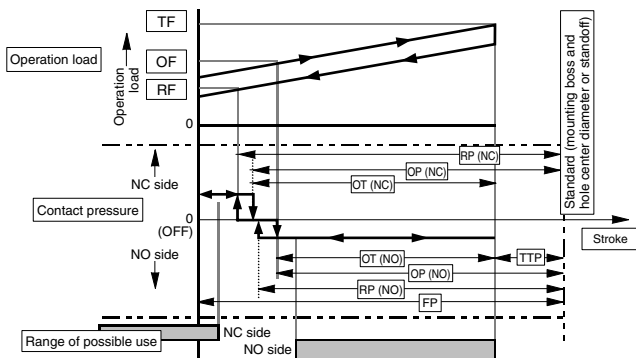 TF
OF
RF
0
Operation load
Operation
load
RP (NC)
OP (NC)
OT (NC)
NC side
Contact pressure
0
(OFF)
NO side
Stroke
OT (NO)
TTP
OP (NO)
RP (NO)
FP
Range of possible use
NC side
NO side
Standard (mounting boss and
hole center diameter or standoff)